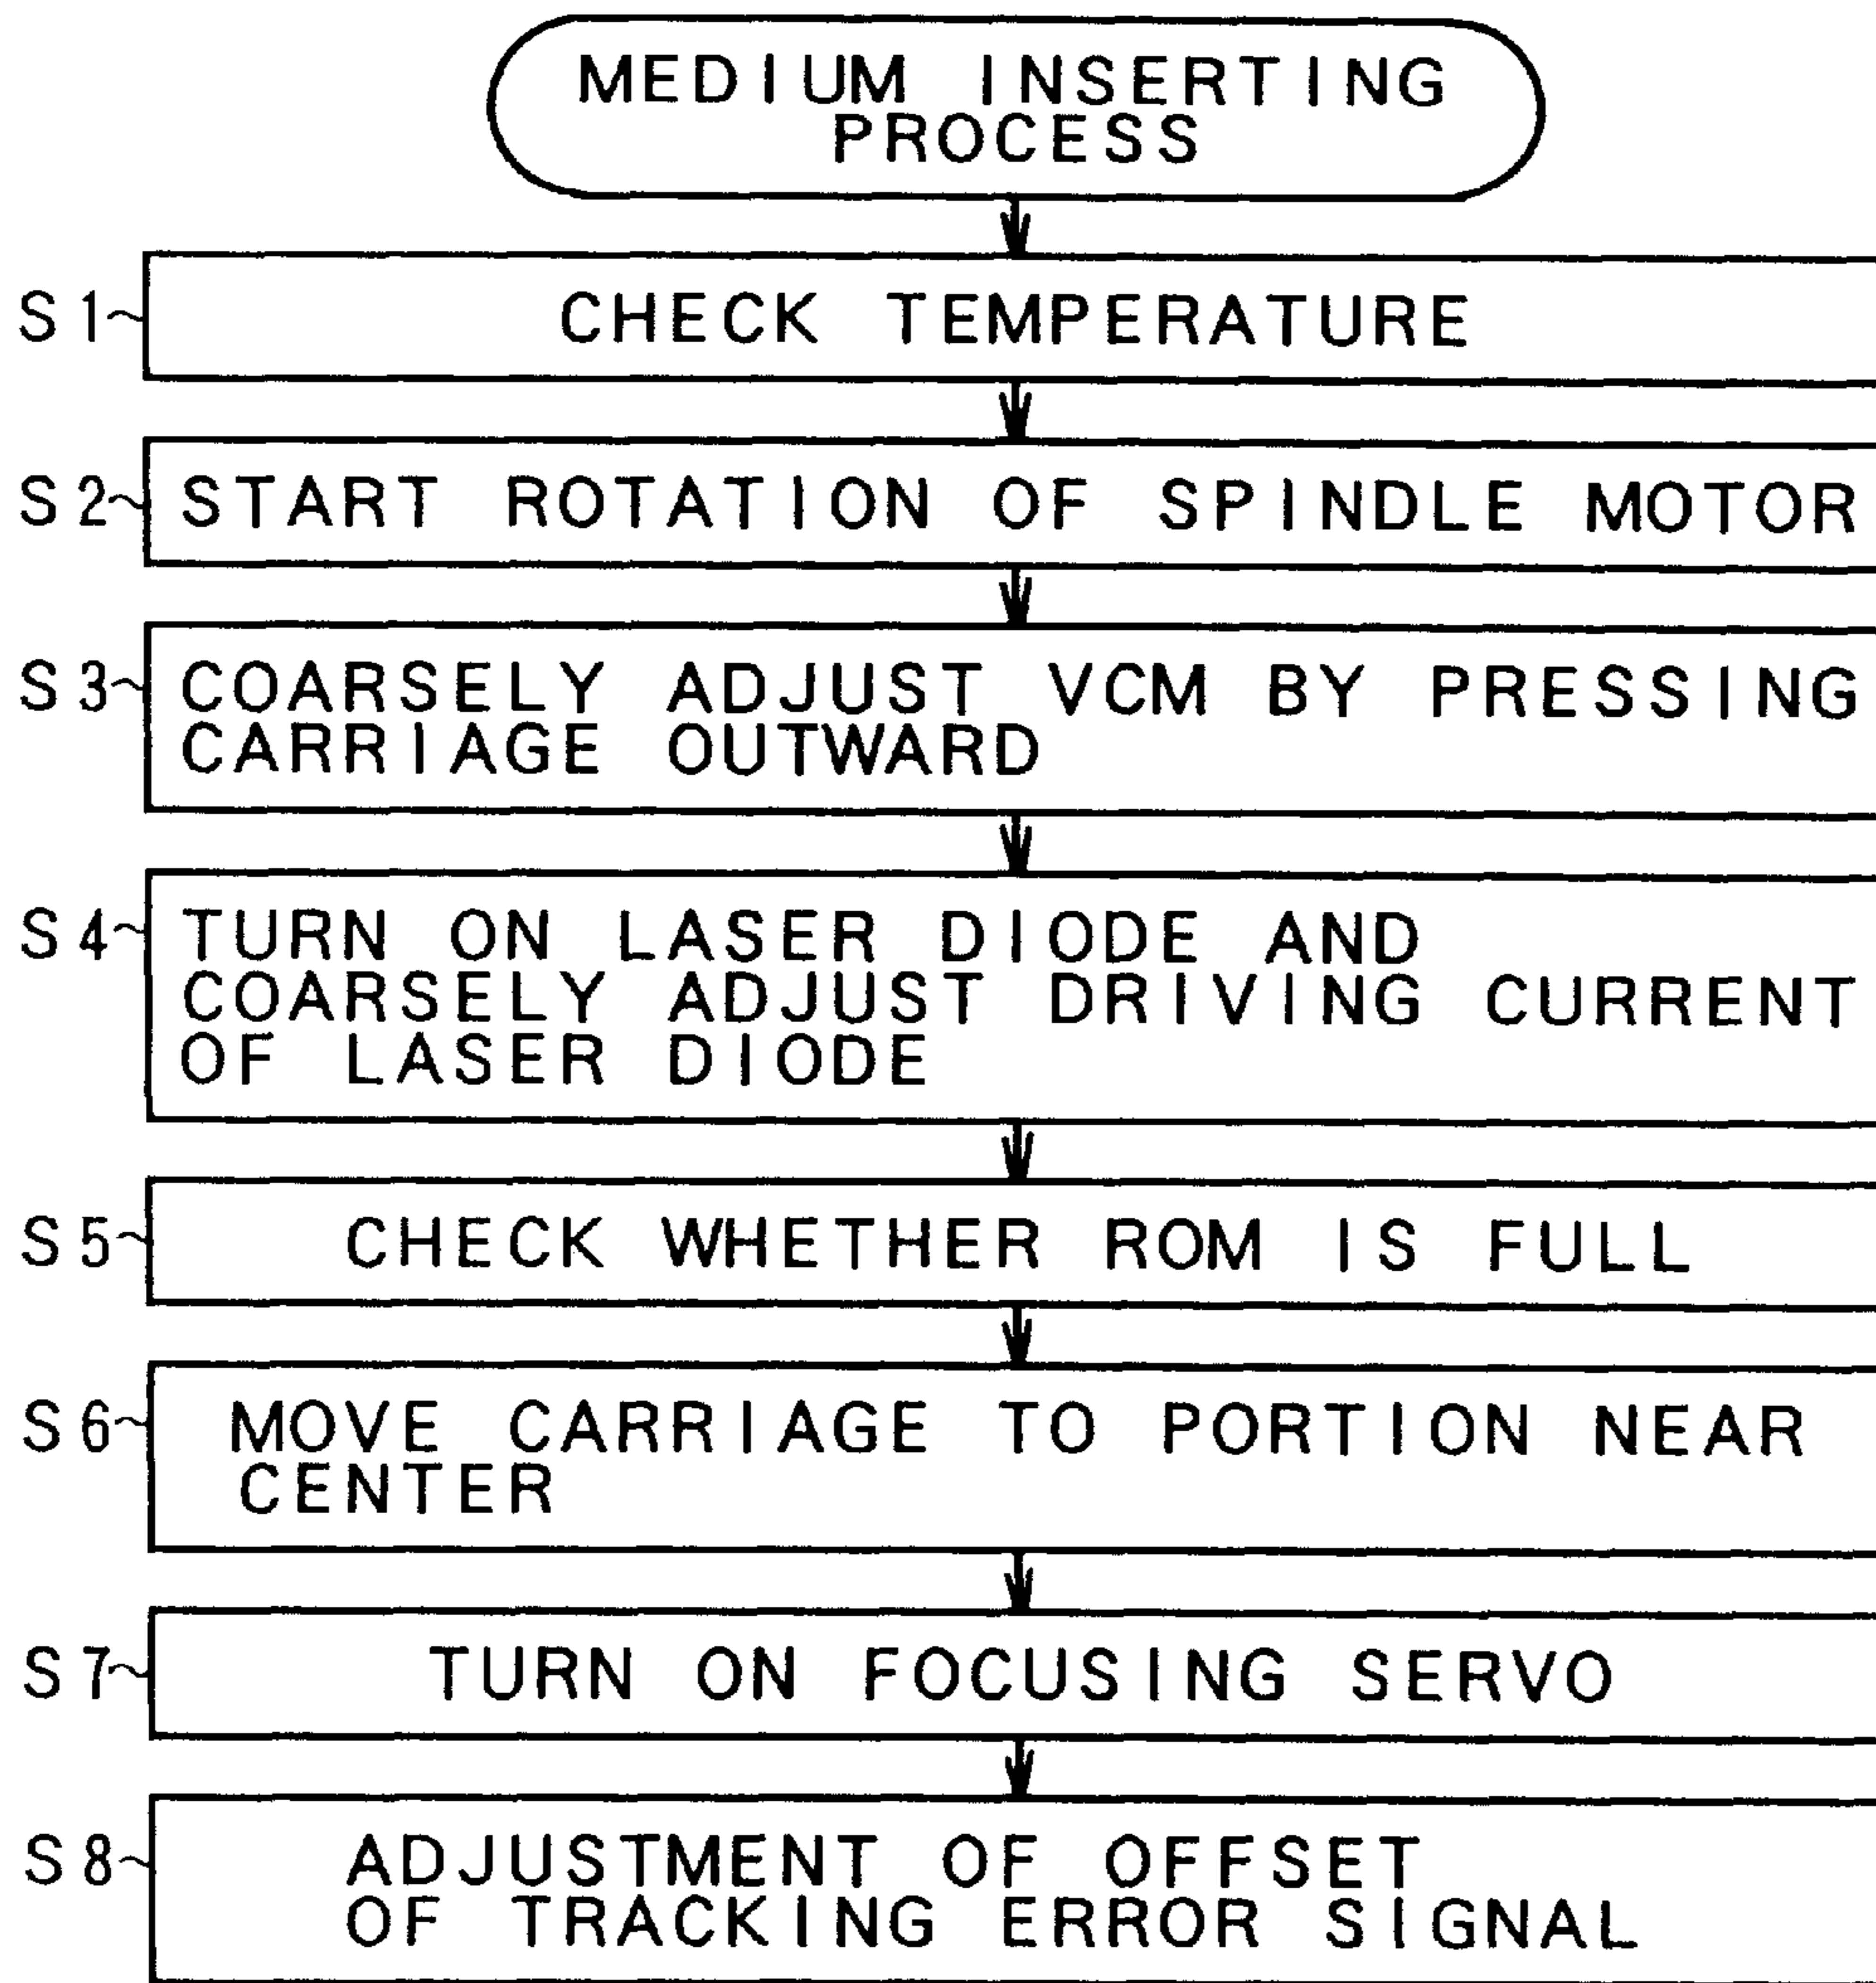 MEDIUM INSERTING
PROCESS
S1 CHECK TEMPERATURE
S2 START ROTATION OF SPINDLE MOTOR
S3 COARSELY ADJUST VCM BY PRESSING
CARRIAGE OUTWARD
S4 TURN ON LASER DIODE AND
COARSELY ADJUST DRIVING CURRENT
OF LASER DIODE
S5 CHECK WHETHER ROM IS FULL
S6 MOVE CARRIAGE TO PORTION NEAR
CENTER
S7 TURN ON FOCUSING SERVO
S8 ADJUSTMENT OF OFFSET
OF TRACKING ERROR SIGNAL